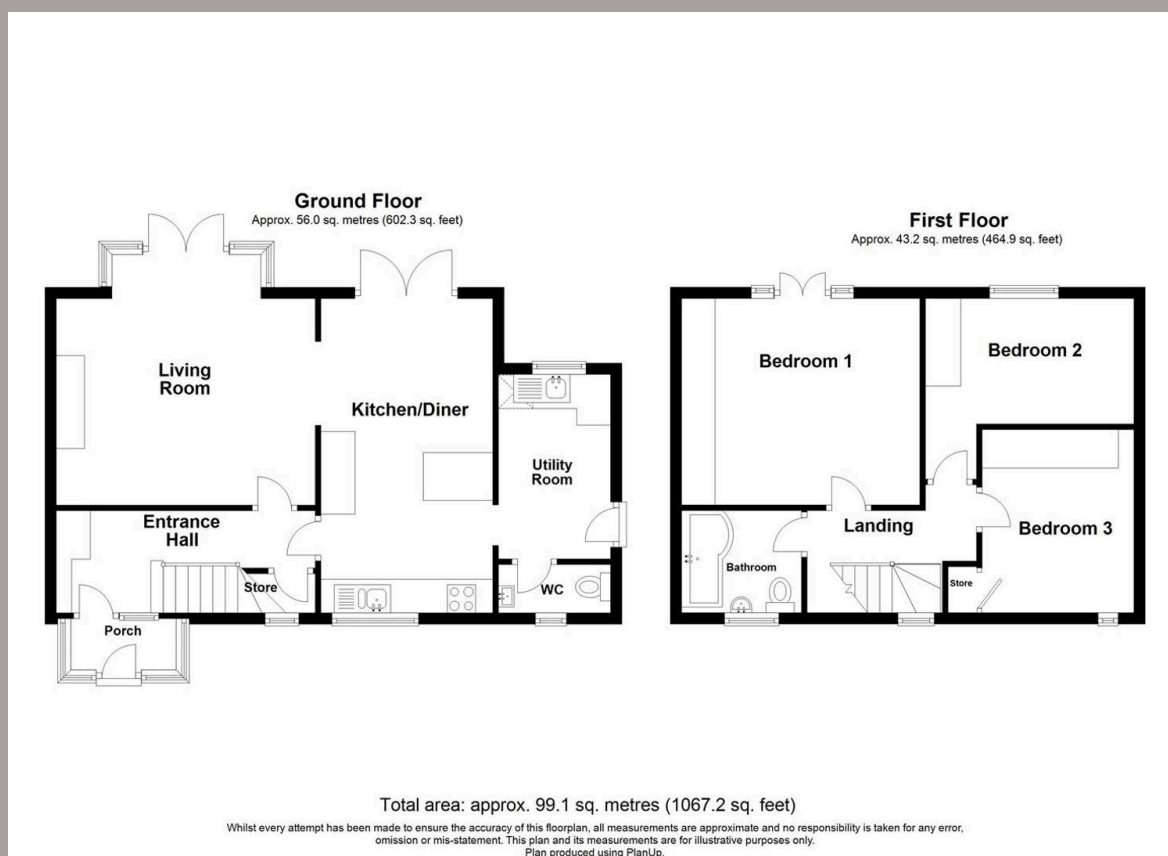 Ground Floor
Approx. 56.0 sq. metres (602.3 sq. feet)
Living
Room
Kitchen/Diner
Utility
Room
Entrance
Hall
Store
WC
Porch
First Floor
Approx. 43.2 sq. metres (464.9 sq. feet)
Bedroom 1
Bedroom 2
Landing
Bedroom 3
Bathroom
Store
Total area: approx. 99.1 sq. metres (1067.2 sq. feet)
Whilst every attempt has been made to ensure the accuracy of this floorplan, all measurements are approximate and no responsibility is taken for any error,
omission or mis-statement. This plan and its measurements are for illustrative purposes only.
Plan produced using PlanUp.